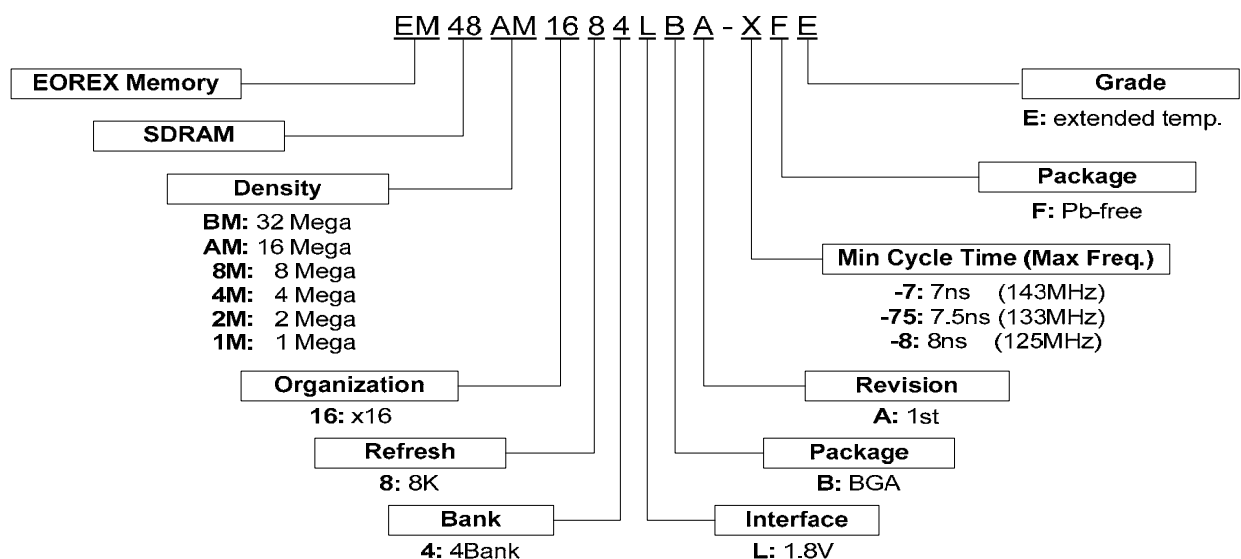 EM 48 AM 16 8 4 L B A - X F E
EOREX Memory
SDRAM
Density
BM: 32 Mega
AM: 16 Mega
8M: 8 Mega
4M: 4 Mega
2M: 2 Mega
1M: 1 Mega
Organization
16: x16
Refresh
8: 8K
Bank
4: 4Bank
Grade
E: extended temp.
Package
F: Pb-free
Min Cycle Time (Max Freq.)
-7: 7ns (143MHz)
-75: 7.5ns (133MHz)
-8: 8ns (125MHz)
Revision
A: 1st
Package
B: BGA
Interface
L: 1.8V